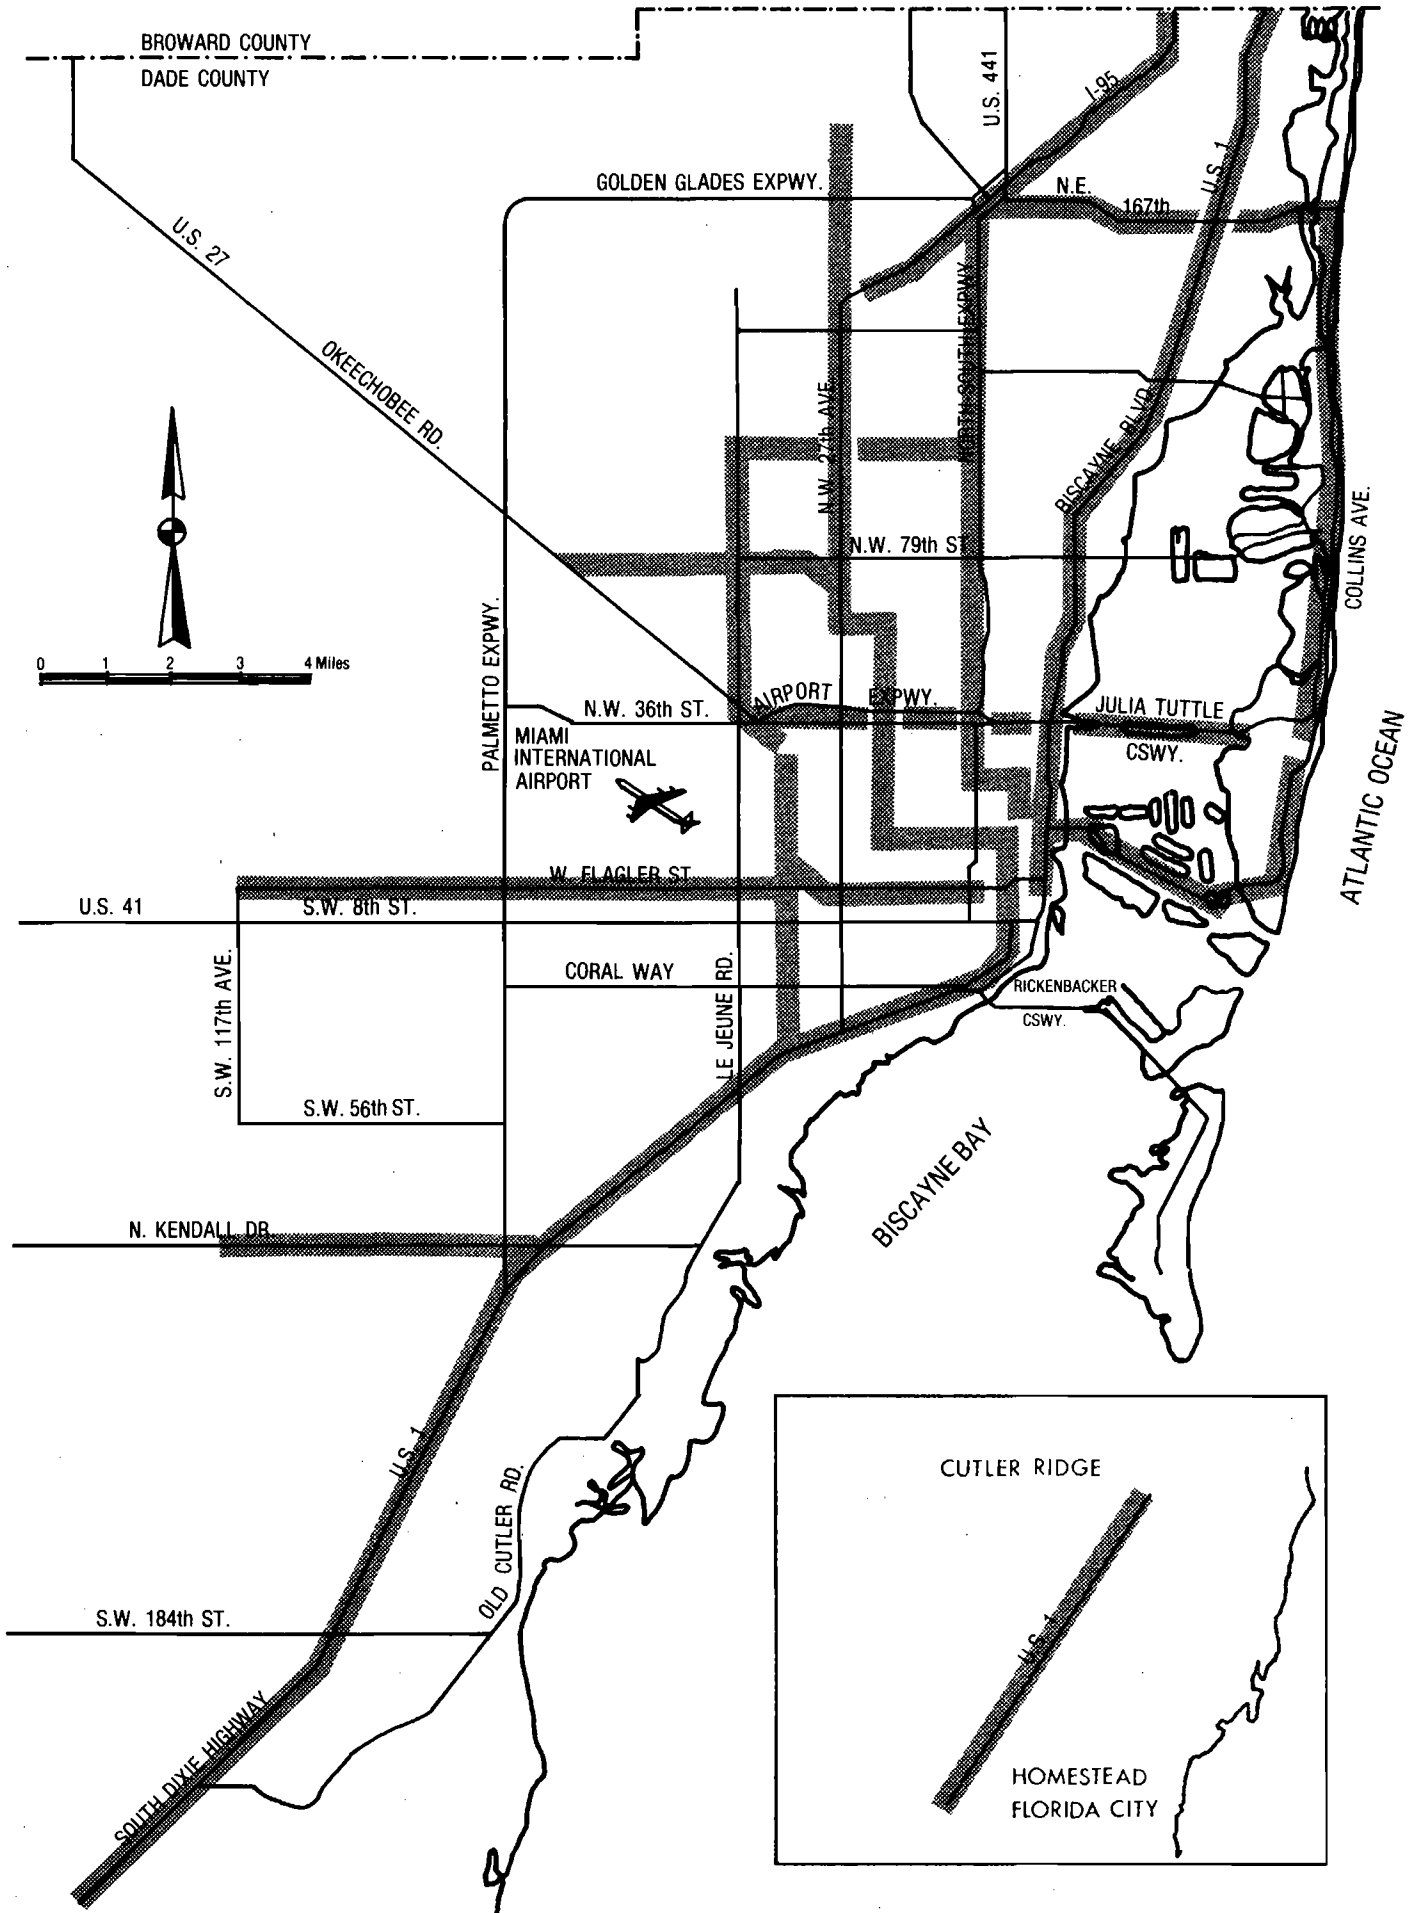 BROWARD COUNTY
DADE COUNTY
U.S. 441
I-95
U.S. 1
GOLDEN GLADES EXPWY.
N.E.
167th
U.S. 27
OKEECHOBEE RD.
NORTH SOUTH EXPWY.
N.W. 27th AVE.
BISCAYNE BLVD.
COLLINS AVE.
N.W. 79th ST
PALMETTO EXPWY.
0 1 2 3 4 Miles
N.W. 36th ST.
AIRPORT EXPWY.
JULIA TUTTLE
CSWY.
MIAMI
INTERNATIONAL
AIRPORT
ATLANTIC OCEAN
W. FLAGLER ST.
U.S. 41
S.W. 8th ST.
S.W. 117th AVE.
CORAL WAY
LE JEUNE RD.
RICKENBACKER
CSWY.
S.W. 56th ST.
BISCAYNE BAY
N. KENDALL DR.
U.S. 1
OLD CUTLER RD.
S.W. 184th ST.
SOUTH DIXIE HIGHWAY
CUTLER RIDGE
U.S. 1
HOMESTEAD
FLORIDA CITY